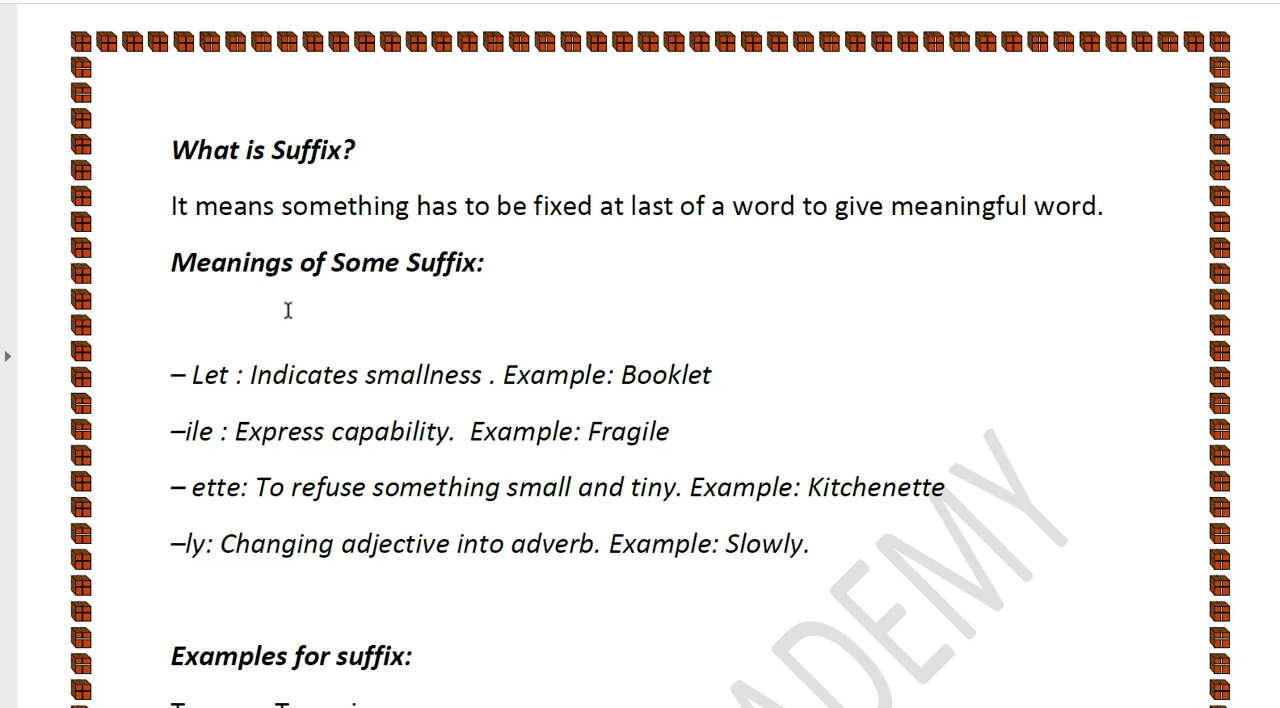 What is Suffix?
It means something has to be fixed at last of a word to give meaningful word.
Meanings of Some Suffix:
– Let : Indicates smallness . Example: Booklet
–ile : Express capability.  Example: Fragile
– ette: To refuse something small and tiny. Example: Kitchenette
–ly: Changing adjective into adverb. Example: Slowly.
Examples for suffix: